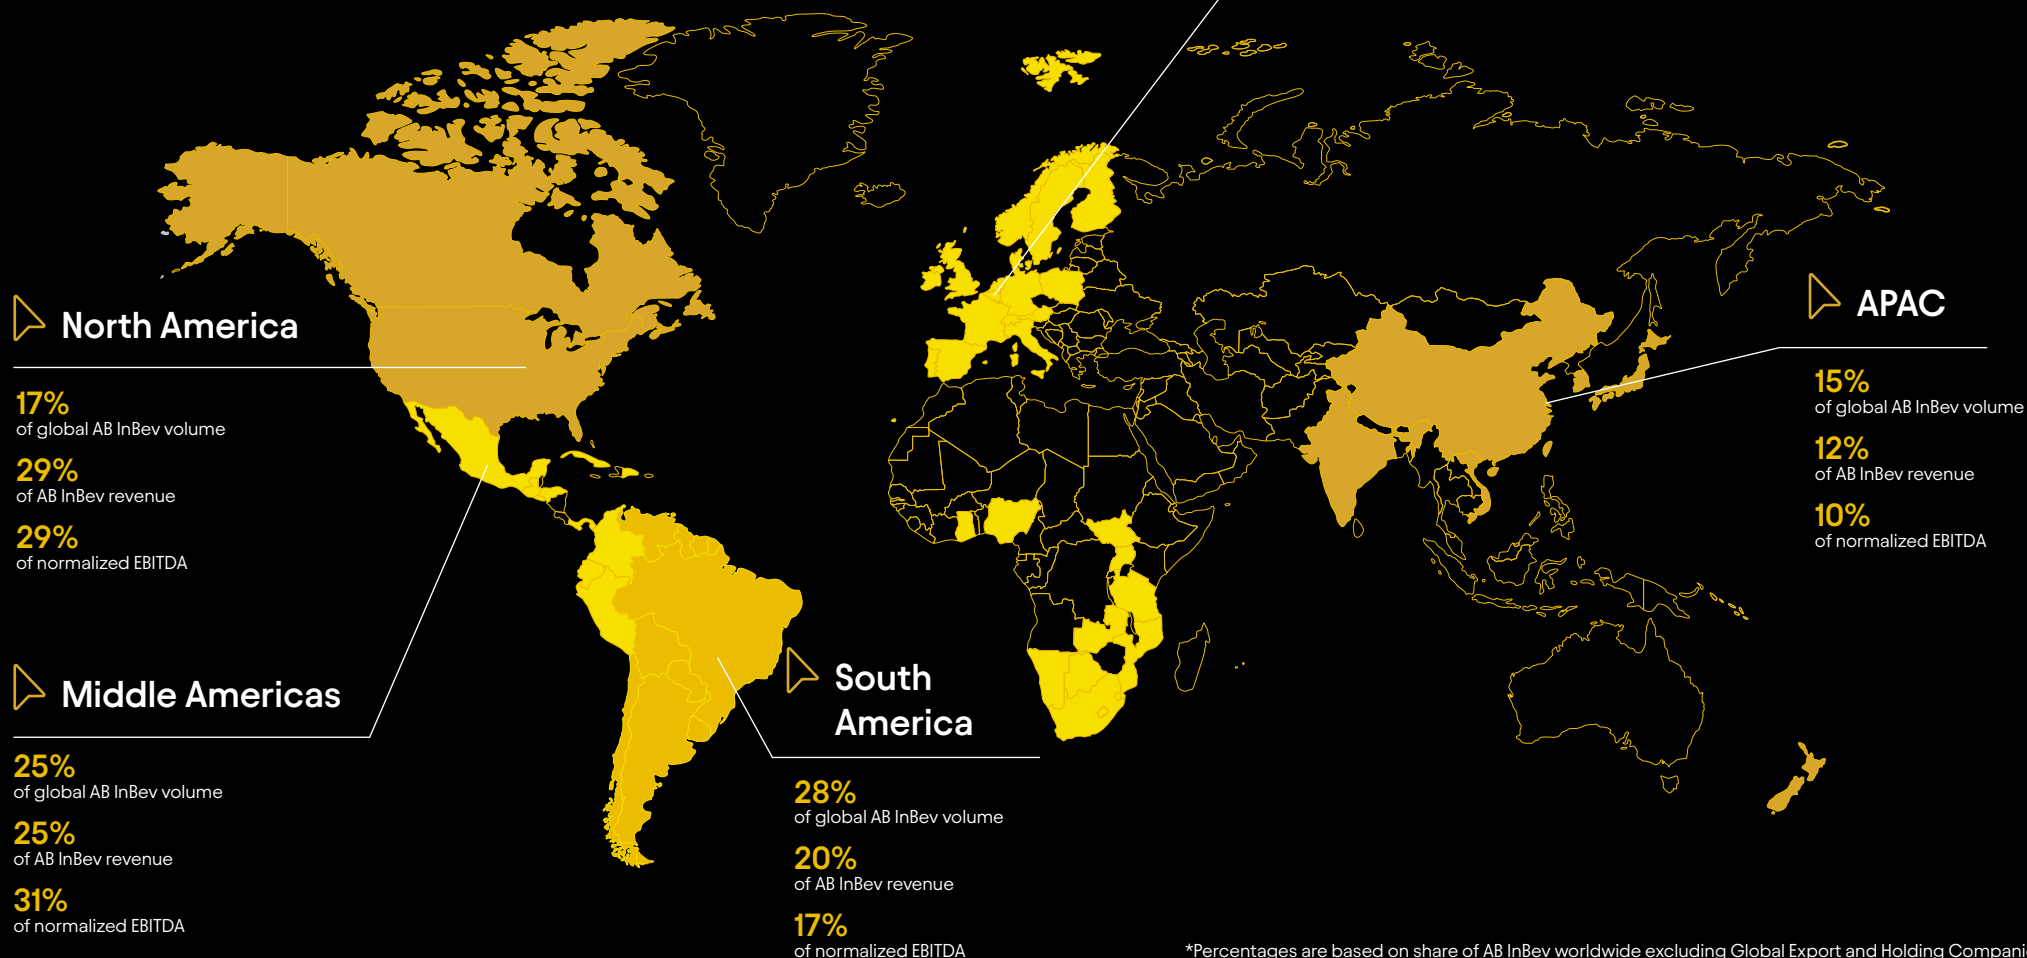 North America
17%
of global AB InBev volume
29%
of AB InBev revenue
29%
of normalized EBITDA
Middle Americas
25%
of global AB InBev volume
25%
of AB InBev revenue
31%
of normalized EBITDA
South
America
28%
of global AB InBev volume
20%
of AB InBev revenue
17%
of normalized EBITDA
APAC
15%
of global AB InBev volume
12%
of AB InBev revenue
10%
of normalized EBITDA
*Percentages are based on share of AB InBev worldwide excluding Global Export and Holding